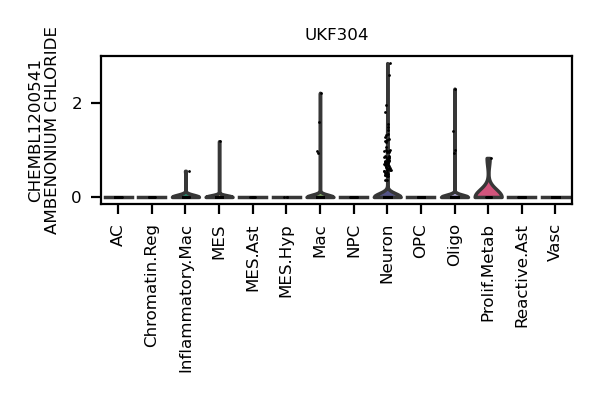 UKF304
CHEMBL1200541
AMBENONIUM CHLORIDE
2
0
AC
Chromatin.Reg
Inflammatory.Mac
MES
MES.Ast
MES.Hyp
Mac
NPC
Neuron
OPC
Oligo
Prolif.Metab
Reactive.Ast
Vasc